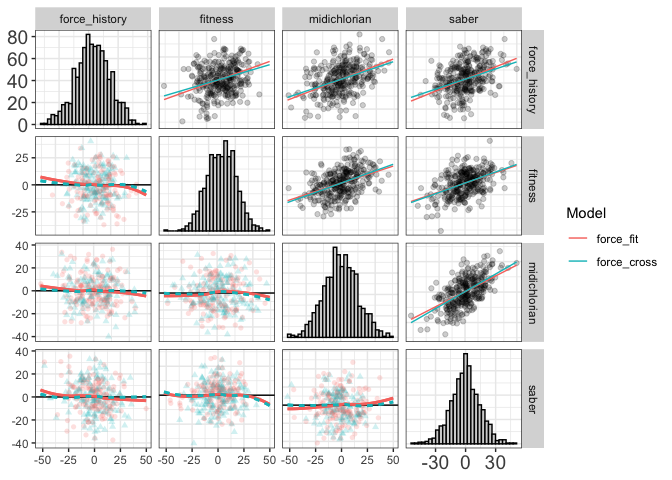 force_history fitness midichlorian saber
80
60
40
20
0
force_history
25
0
-25
fitness
Model
force_fit
force_cross
40
20
0
-20
-40
midichlorian
40
20
0
-20
-40
saber
-50 -25 0 25 50 -50 -25 0 25 50 -50 -25 0 25 50 -30 0 30